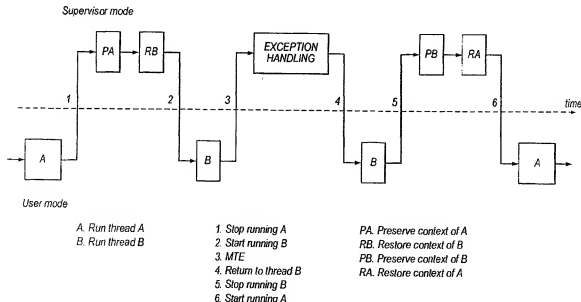 Supervisor mode
PA
RB
EXCEPTION
HANDLING
PB
RA
1
2
3
4
5
6
time
A
B
B
A
User mode
A. Run thread A
B. Run thread B
1. Stop running A
2. Start running B
3. MTE
4. Return to thread B
5. Stop running B
6. Start running A
PA. Preserve context of A
RB. Restore context of B
PB. Preserve context of B
RA. Restore context of A